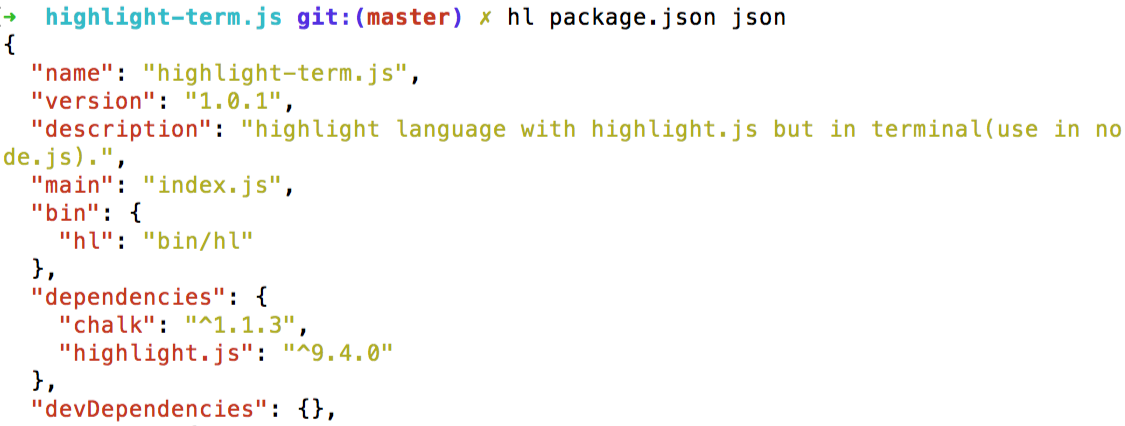 ➜  highlight-term.js git:(master) ✗ hl package.json json
{
  "name": "highlight-term.js",
  "version": "1.0.1",
  "description": "highlight language with highlight.js but in terminal(use in no
de.js).",
  "main": "index.js",
  "bin": {
    "hl": "bin/hl"
  },
  "dependencies": {
    "chalk": "^1.1.3",
    "highlight.js": "^9.4.0"
  },
  "devDependencies": {},